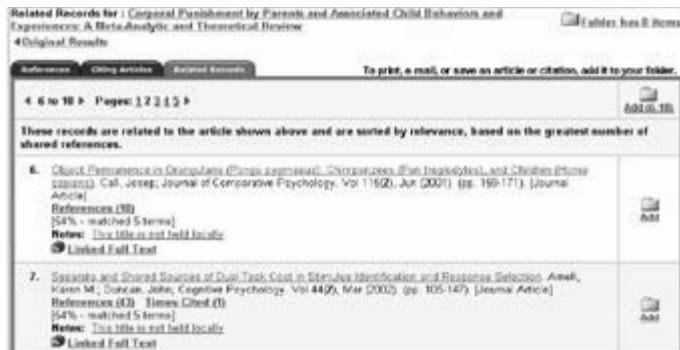 Related Records for : Corporal Punishment by Parents and Associated Child Behaviors and
Experiences: A Meta-Analytic and Theoretical Review
Folder has 0 items
Original Results
References Citing Articles Related Records
To print, e-mail, or save an article or citation, add it to your folder.
6 to 10 Pages: 1 2 3 4 5
Add (6-10)
These records are related to the article shown above and are sorted by relevance, based on the greatest number of
shared references.
6. Object Permanence in Orangutans (Pongo pygmaeus), Chimpanzees (Pan troglodytes), and Children (Homo
sapiens). Call, Josep; Journal of Comparative Psychology, Vol 115(2), Jun (2001). (pp. 159-171). [Journal
Article]
References (18)
[54% - matched 5 terms]
Notes: This title is not held locally
Linked Full Text
Add
7. Separate and Shared Sources of Dual-Task Cost in Stimulus Identification and Response Selection. Arnell,
Karen M.; Duncan, John; Cognitive Psychology, Vol 44(2), Mar (2002). (pp. 105-147). [Journal Article]
References (43) Times Cited (1)
[54% - matched 5 terms]
Notes: This title is not held locally
Linked Full Text
Add